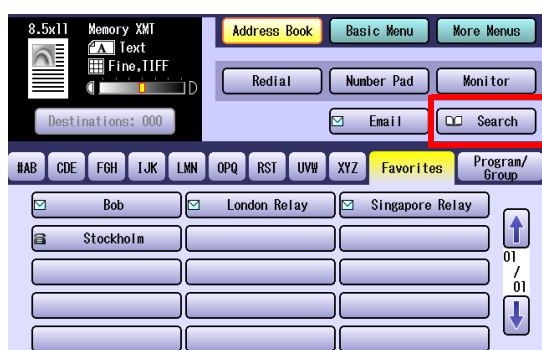 8.5x11 Memory XMT
A Text
Fine,TIFF
D
Destinations: 000
Address Book Basic Menu More Menus
Redial Number Pad Monitor
Email Search
#AB CDE FGH IJK LMN OPQ RST UVW XYZ Favorites Program/
Group
Bob London Relay Singapore Relay
Stockholm
01
/
01